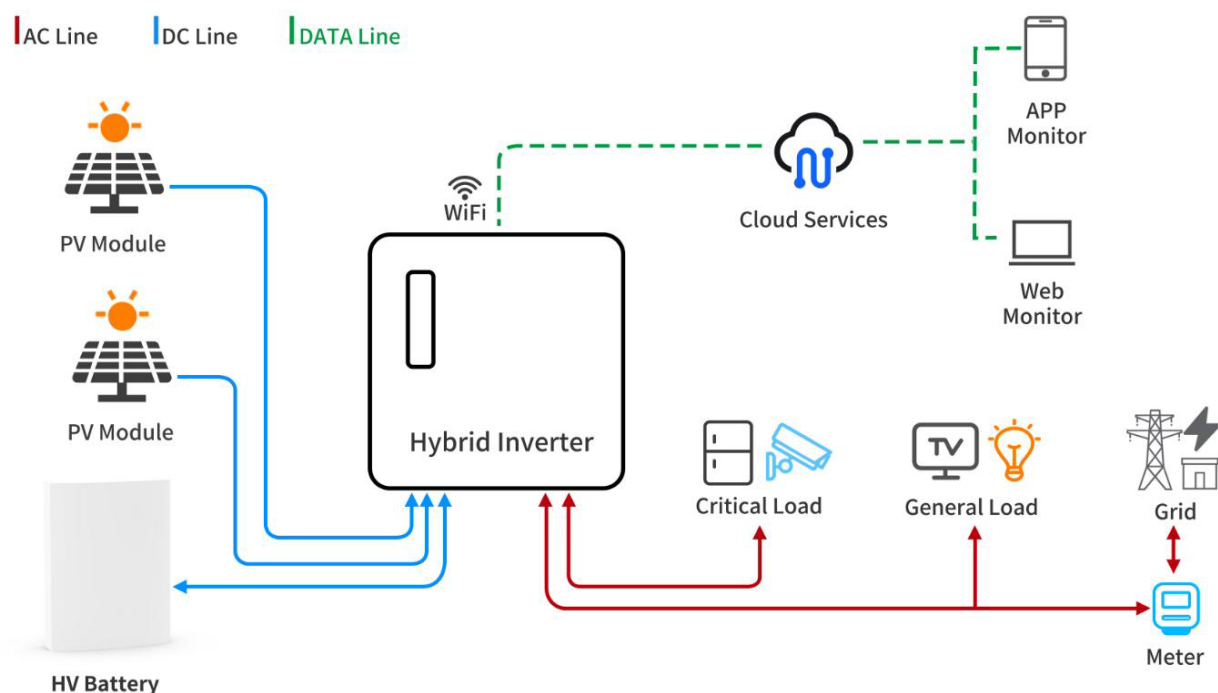 AC Line
DC Line
DATA Line
APP
Monitor
PV Module
WiFi
Cloud Services
Web
Monitor
PV Module
Hybrid Inverter
TV
Critical Load
General Load
Grid
Meter
HV Battery